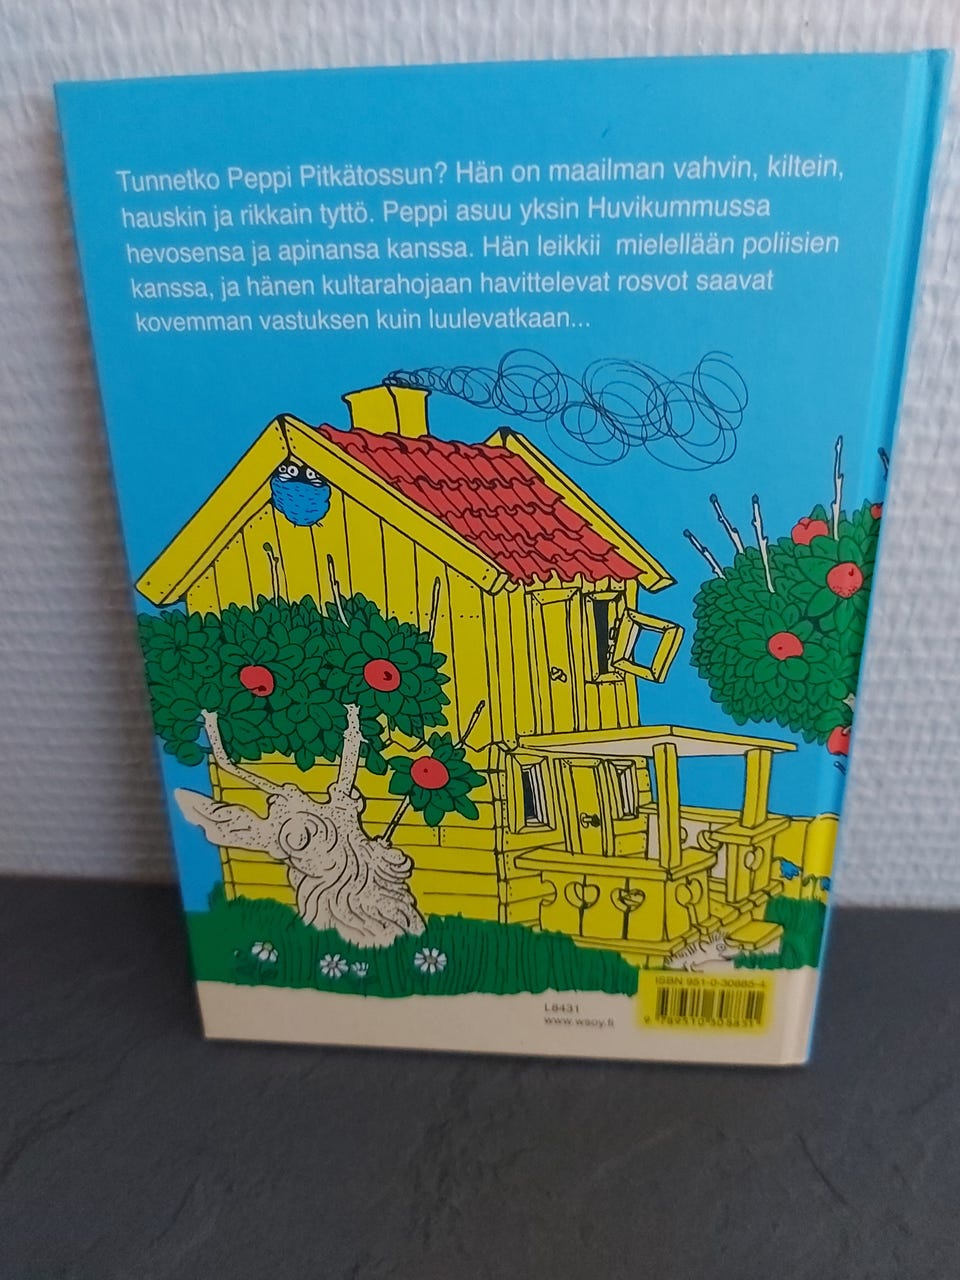 Tunnetko Peppi Pitkätossun? Hän on maailman vahvin, kiltein,
hauskin ja rikkain tyttö. Peppi asuu yksin Huvikummussa
hevosensa ja apinansa kanssa. Hän leikkii mielellään poliisien
kanssa, ja hänen kultarahojaan havittelevat rosvot saavat
kovemman vastuksen kuin luulevatkaan...
ISBN 951-0-30885-4
L8431
www.wsoy.fi